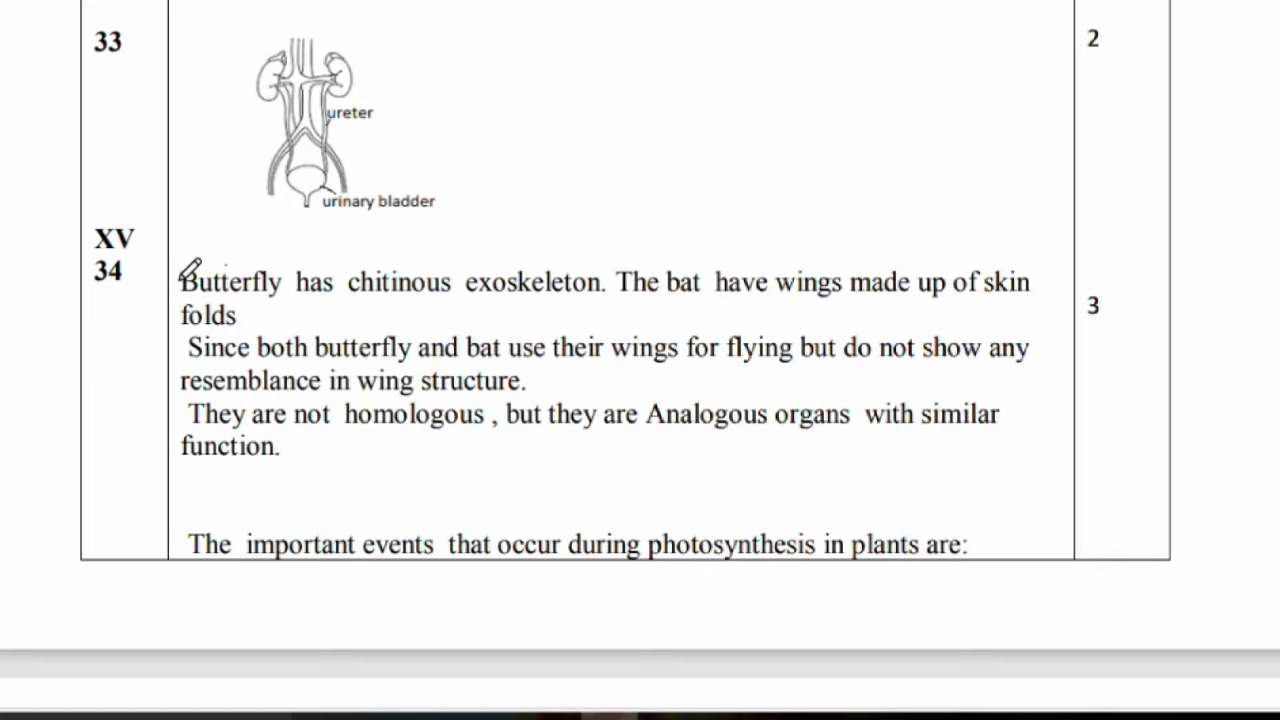 33
2
ureter
urinary bladder
XV
34
Butterfly has chitinous exoskeleton. The bat have wings made up of skin
folds
3
Since both butterfly and bat use their wings for flying but do not show any
resemblance in wing structure.
They are not homologous , but they are Analogous organs with similar
function.
The important events that occur during photosynthesis in plants are: